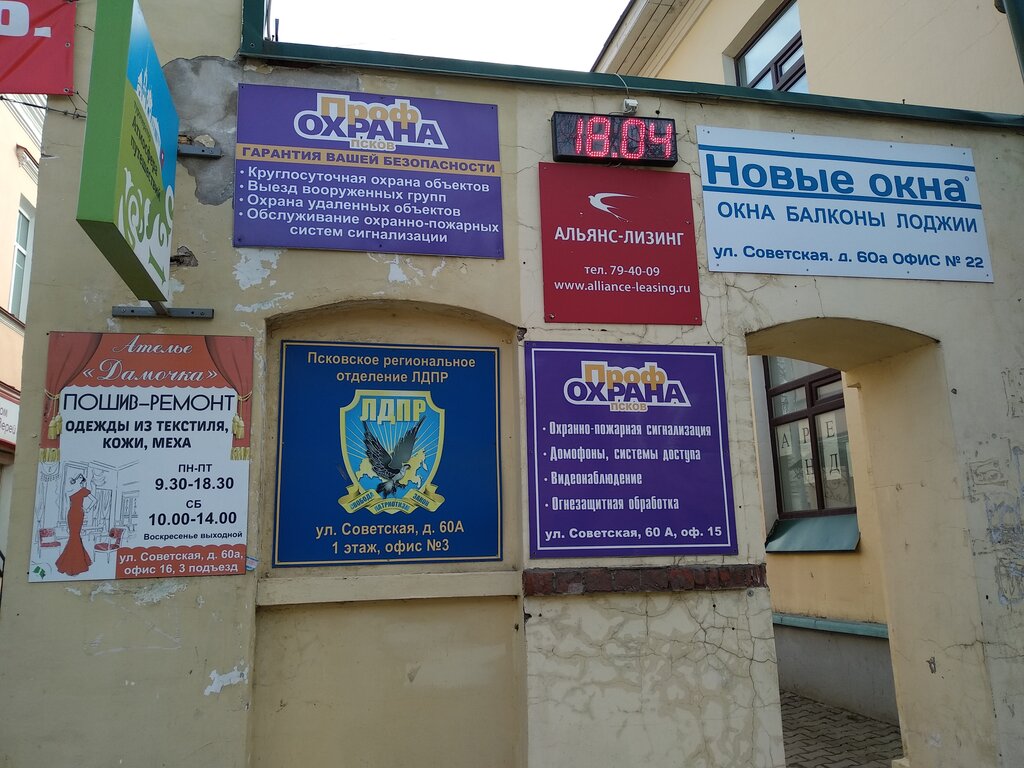 Проф
ОХРАНА
ПСКОВ
ГАРАНТИЯ ВАШЕЙ БЕЗОПАСНОСТИ
• Круглосуточная охрана объектов
• Выезд вооруженных групп
• Охрана удаленных объектов
• Обслуживание охранно-пожарных
систем сигнализации
18.04
АЛЬЯНС-ЛИЗИНГ
тел. 79-40-09
www.alliance-leasing.ru
Новые окна
ОКНА БАЛКОНЫ ЛОДЖИИ
ул. Советская. д. 60а ОФИС № 22
Ателье
«Дамочка»
ПОШИВ-РЕМОНТ
ОДЕЖДЫ ИЗ ТЕКСТИЛЯ,
КОЖИ, МЕХА
ПН-ПТ
9.30-18.30
СБ
10.00-14.00
Воскресенье выходной
ул. Советская, д. 60а,
офис 16, 3 подъезд
Псковское региональное
отделение ЛДПР
ЛДПР
СВОБОДА ПАТРИОТИЗМ ЗАКОН
ул. Советская, д. 60А
1 этаж, офис №3
Проф
ОХРАНА
ПСКОВ
• Охранно-пожарная сигнализация
• Домофоны, системы доступа
• Видеонаблюдение
• Огнезащитная обработка
ул. Советская, 60 А, оф. 15